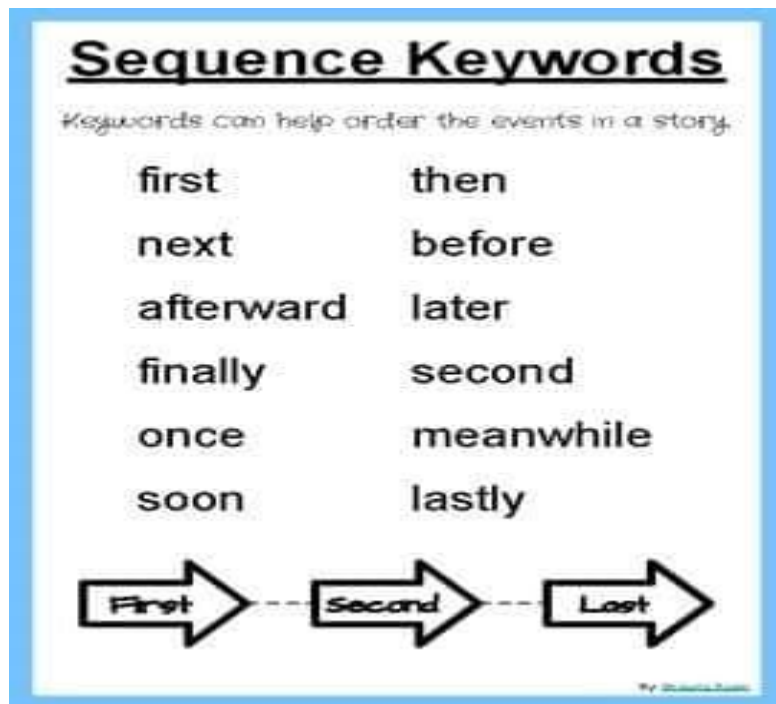 Sequence Keywords
Keywords can help order the events in a story.
first then
next before
afterward later
finally second
once meanwhile
soon lastly
First Second Last
By